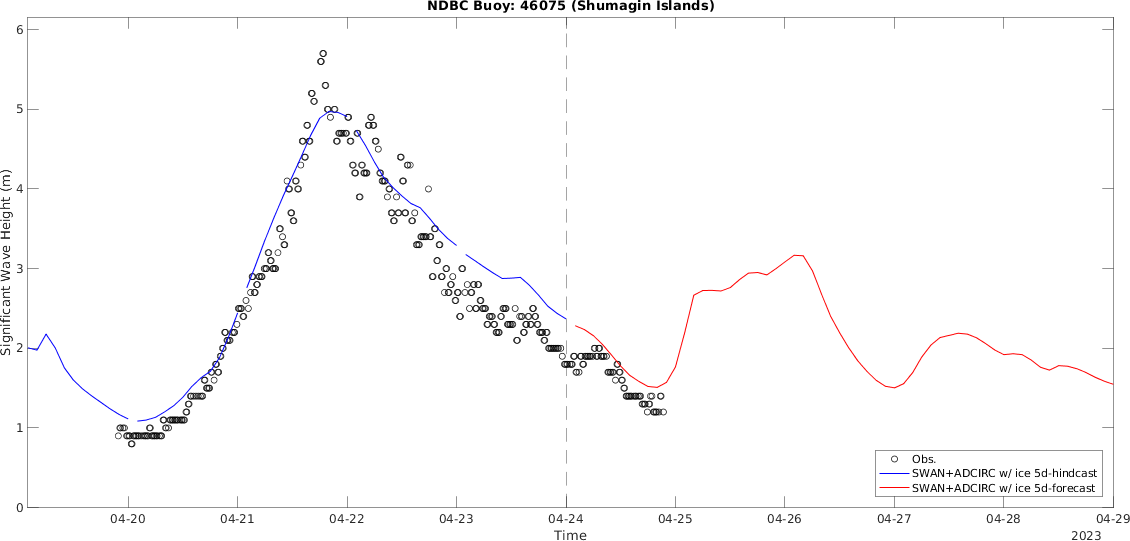 NDBC Buoy: 46075 (Shumagin Islands)
Significant Wave Height (m)
6
5
4
3
2
1
0
Obs.
SWAN+ADCIRC w/ ice 5d-hindcast
SWAN+ADCIRC w/ ice 5d-forecast
04-20 04-21 04-22 04-23 04-24 04-25 04-26 04-27 04-28 04-29
Time
2023